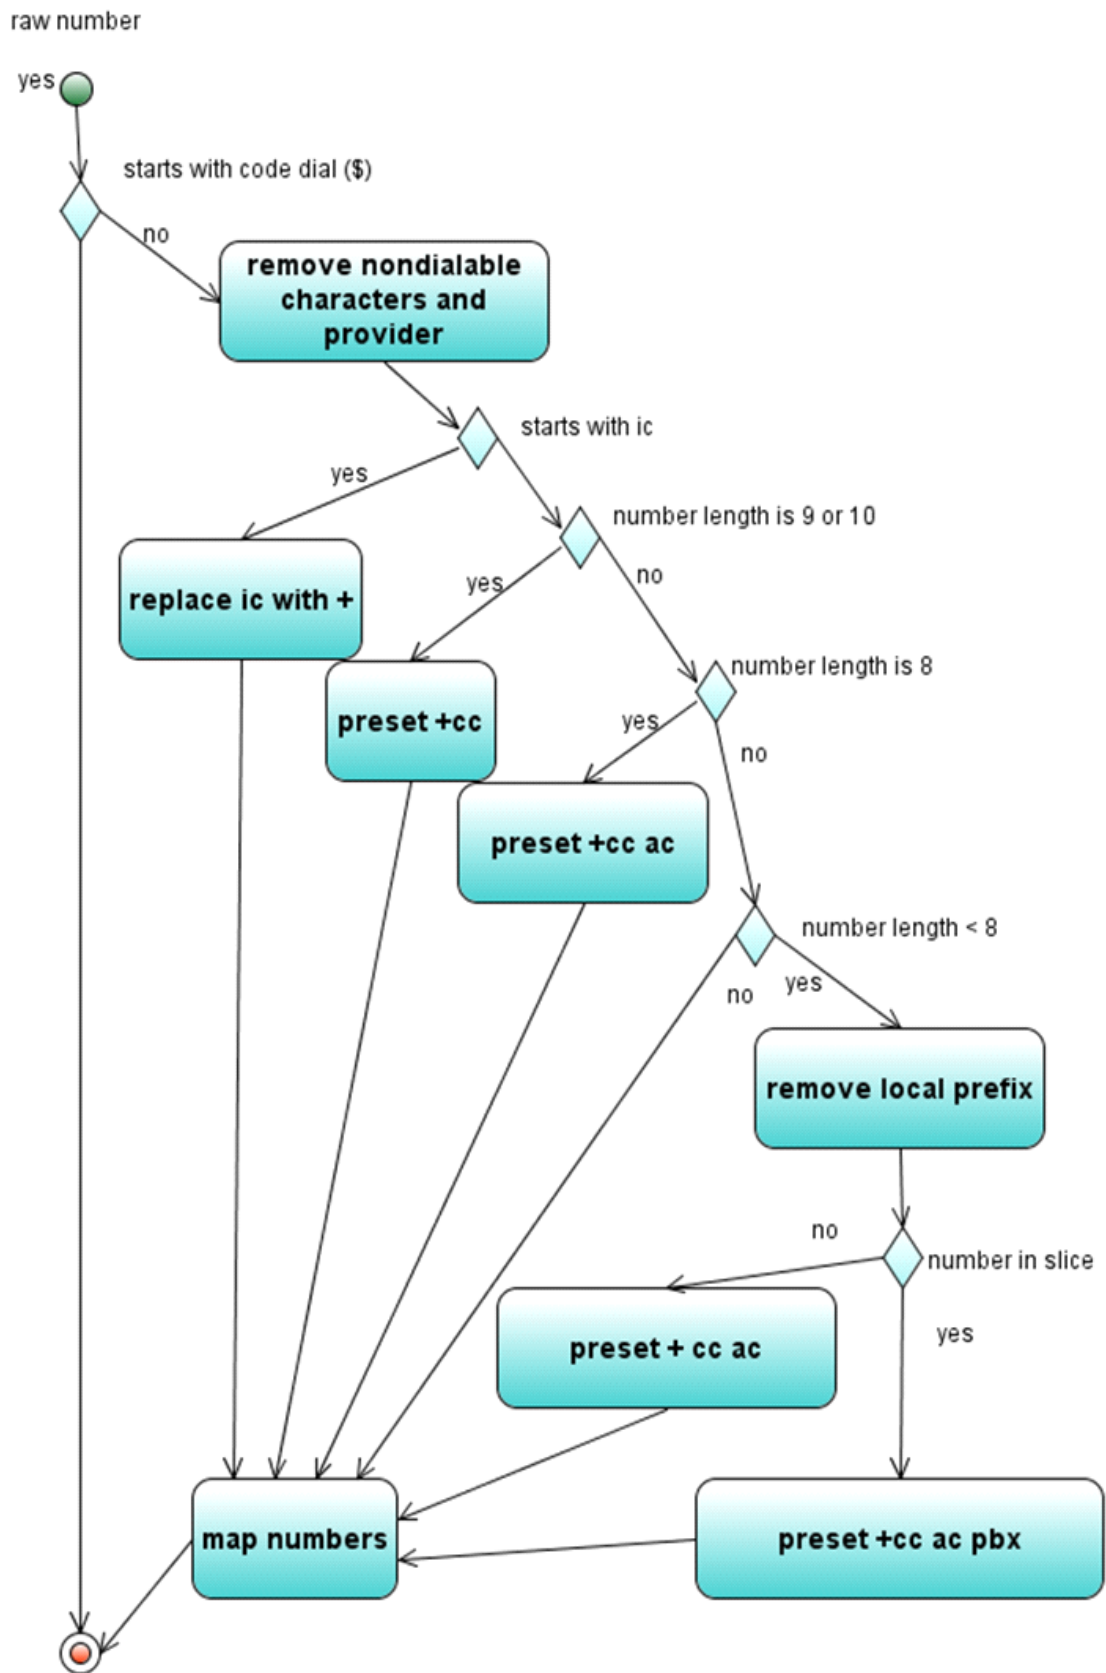 raw number
yes
starts with code dial ($)
no
remove nondialable
characters and
provider
starts with ic
yes
number length is 9 or 10
replace ic with +
yes
no
number length is 8
preset +cc
yes
no
preset +cc ac
number length < 8
no
yes
remove local prefix
no
number in slice
yes
preset + cc ac
map numbers
preset +cc ac pbx